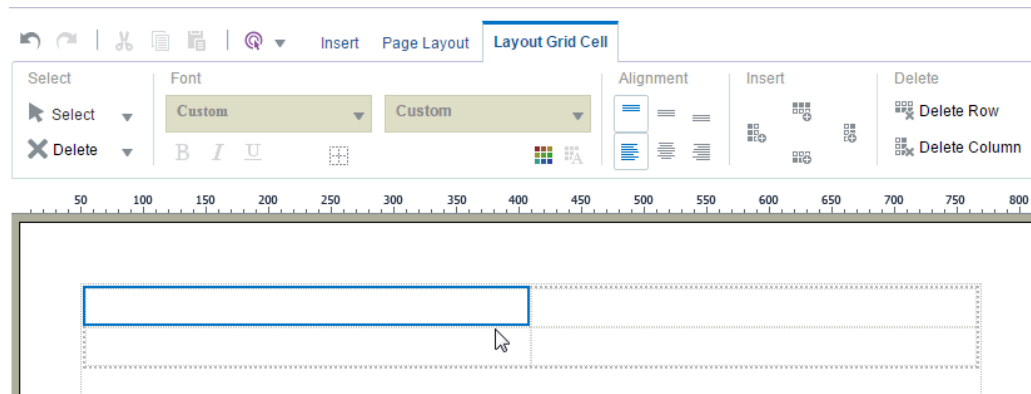 Insert Page Layout Layout Grid Cell
Select Font Alignment Insert Delete
Select Custom Custom Delete Row
Delete B I U A Delete Column
50 100 150 200 250 300 350 400 450 500 550 600 650 700 750 800